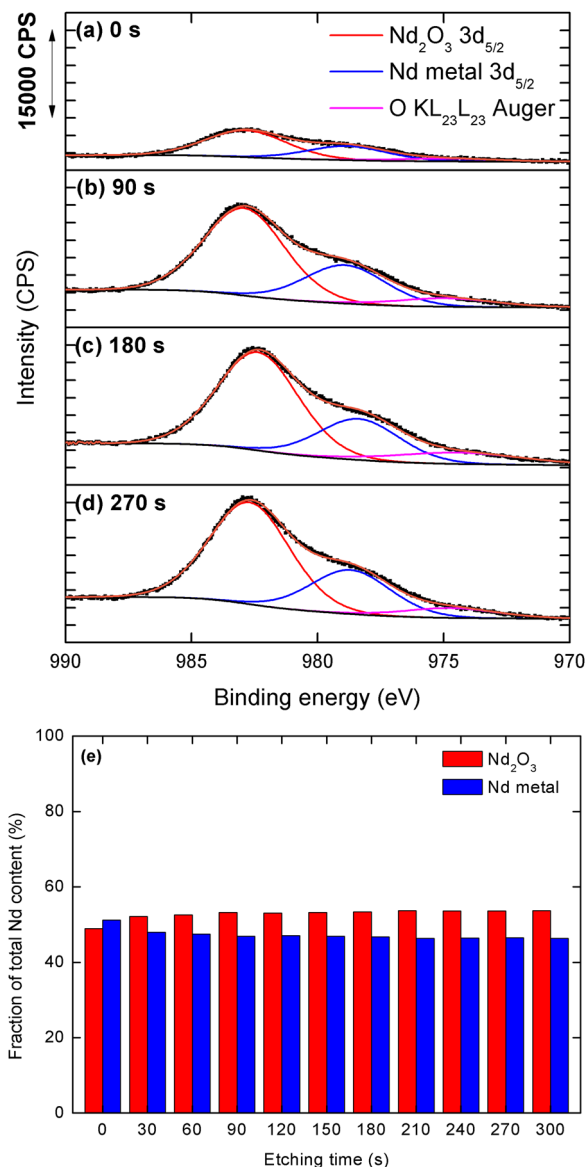 15000 CPS
(a) 0 s
Nd₂O₃ 3d₅/₂
Nd metal 3d₅/₂
O KL₂₃L₂₃ Auger
(b) 90 s
(c) 180 s
(d) 270 s
Intensity (CPS)
990 985 980 975 970
Binding energy (eV)
(e)
Nd₂O₃
Nd metal
100
80
60
40
20
0
Fraction of total Nd content (%)
0 30 60 90 120 150 180 210 240 270 300
Etching time (s)